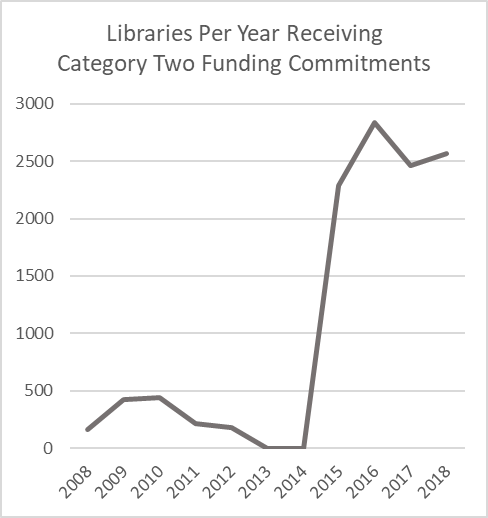 Libraries Per Year Receiving
Category Two Funding Commitments
3000
2500
2000
1500
1000
500
0
2008 2009 2010 2011 2012 2013 2014 2015 2016 2017 2018